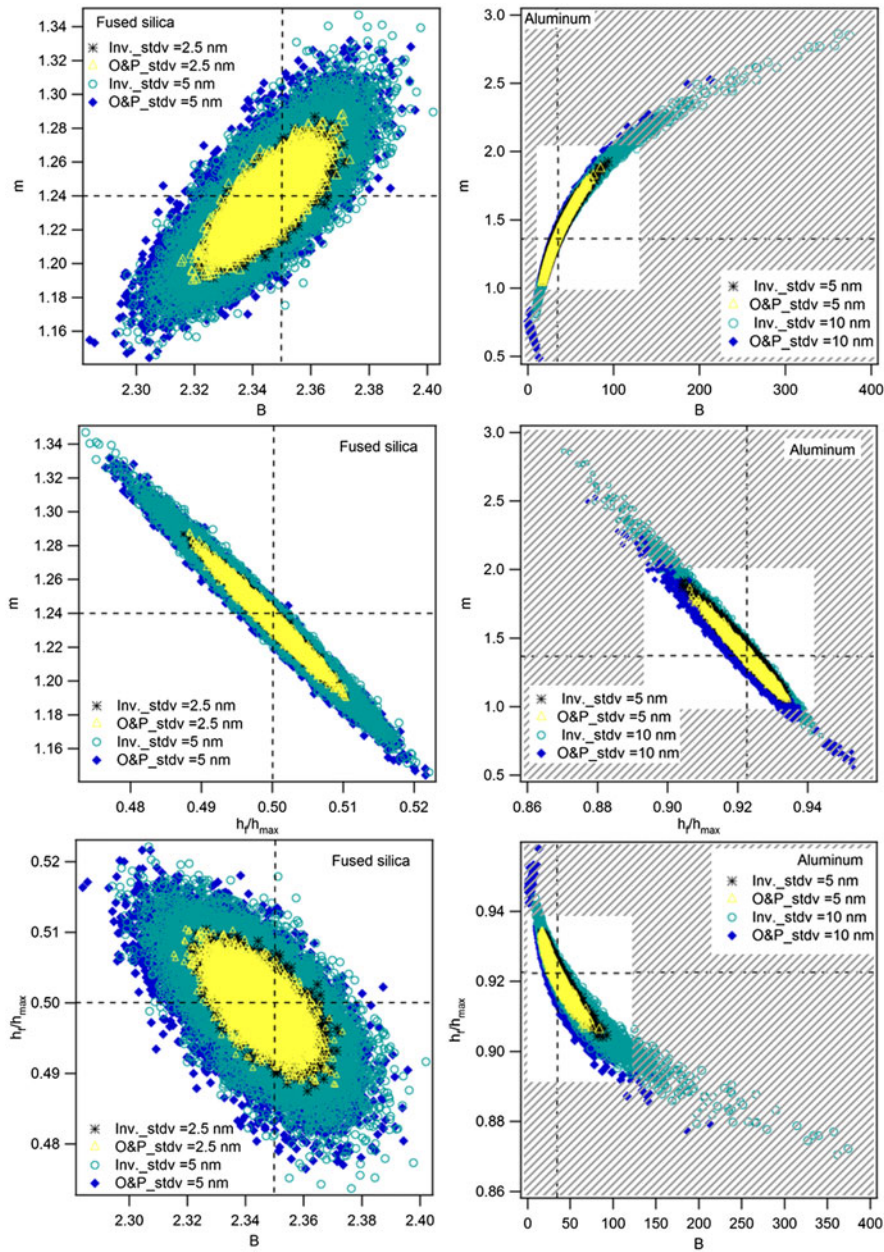 Fused silica
Inv._stdv =2.5 nm
O&P_stdv =2.5 nm
Inv._stdv =5 nm
O&P_stdv =5 nm
1.34
1.32
1.30
1.28
1.26
1.24
1.22
1.20
1.18
1.16
m
2.30
2.32
2.34
2.36
2.38
2.40
B
Aluminum
3.0
2.5
2.0
1.5
1.0
0.5
m
Inv._stdv =5 nm
O&P_stdv =5 nm
Inv._stdv =10 nm
O&P_stdv =10 nm
0
100
200
300
400
B
Fused silica
1.34
1.32
1.30
1.28
1.26
1.24
1.22
1.20
1.18
1.16
m
Inv._stdv =2.5 nm
O&P_stdv =2.5 nm
Inv._stdv =5 nm
O&P_stdv =5 nm
0.48
0.49
0.50
0.51
0.52
hf/hmax
Aluminum
3.0
2.5
2.0
1.5
1.0
0.5
m
Inv._stdv =5 nm
O&P_stdv =5 nm
Inv._stdv =10 nm
O&P_stdv =10 nm
0.86
0.88
0.90
0.92
0.94
hf/hmax
Fused silica
0.52
0.51
0.50
0.49
0.48
hf/hmax
Inv._stdv =2.5 nm
O&P_stdv =2.5 nm
Inv._stdv =5 nm
O&P_stdv =5 nm
2.30
2.32
2.34
2.36
2.38
2.40
B
Aluminum
Inv._stdv =5 nm
O&P_stdv =5 nm
Inv._stdv =10 nm
O&P_stdv =10 nm
0.94
0.92
0.90
0.88
0.86
hf/hmax
0
50
100
150
200
250
300
350
400
B